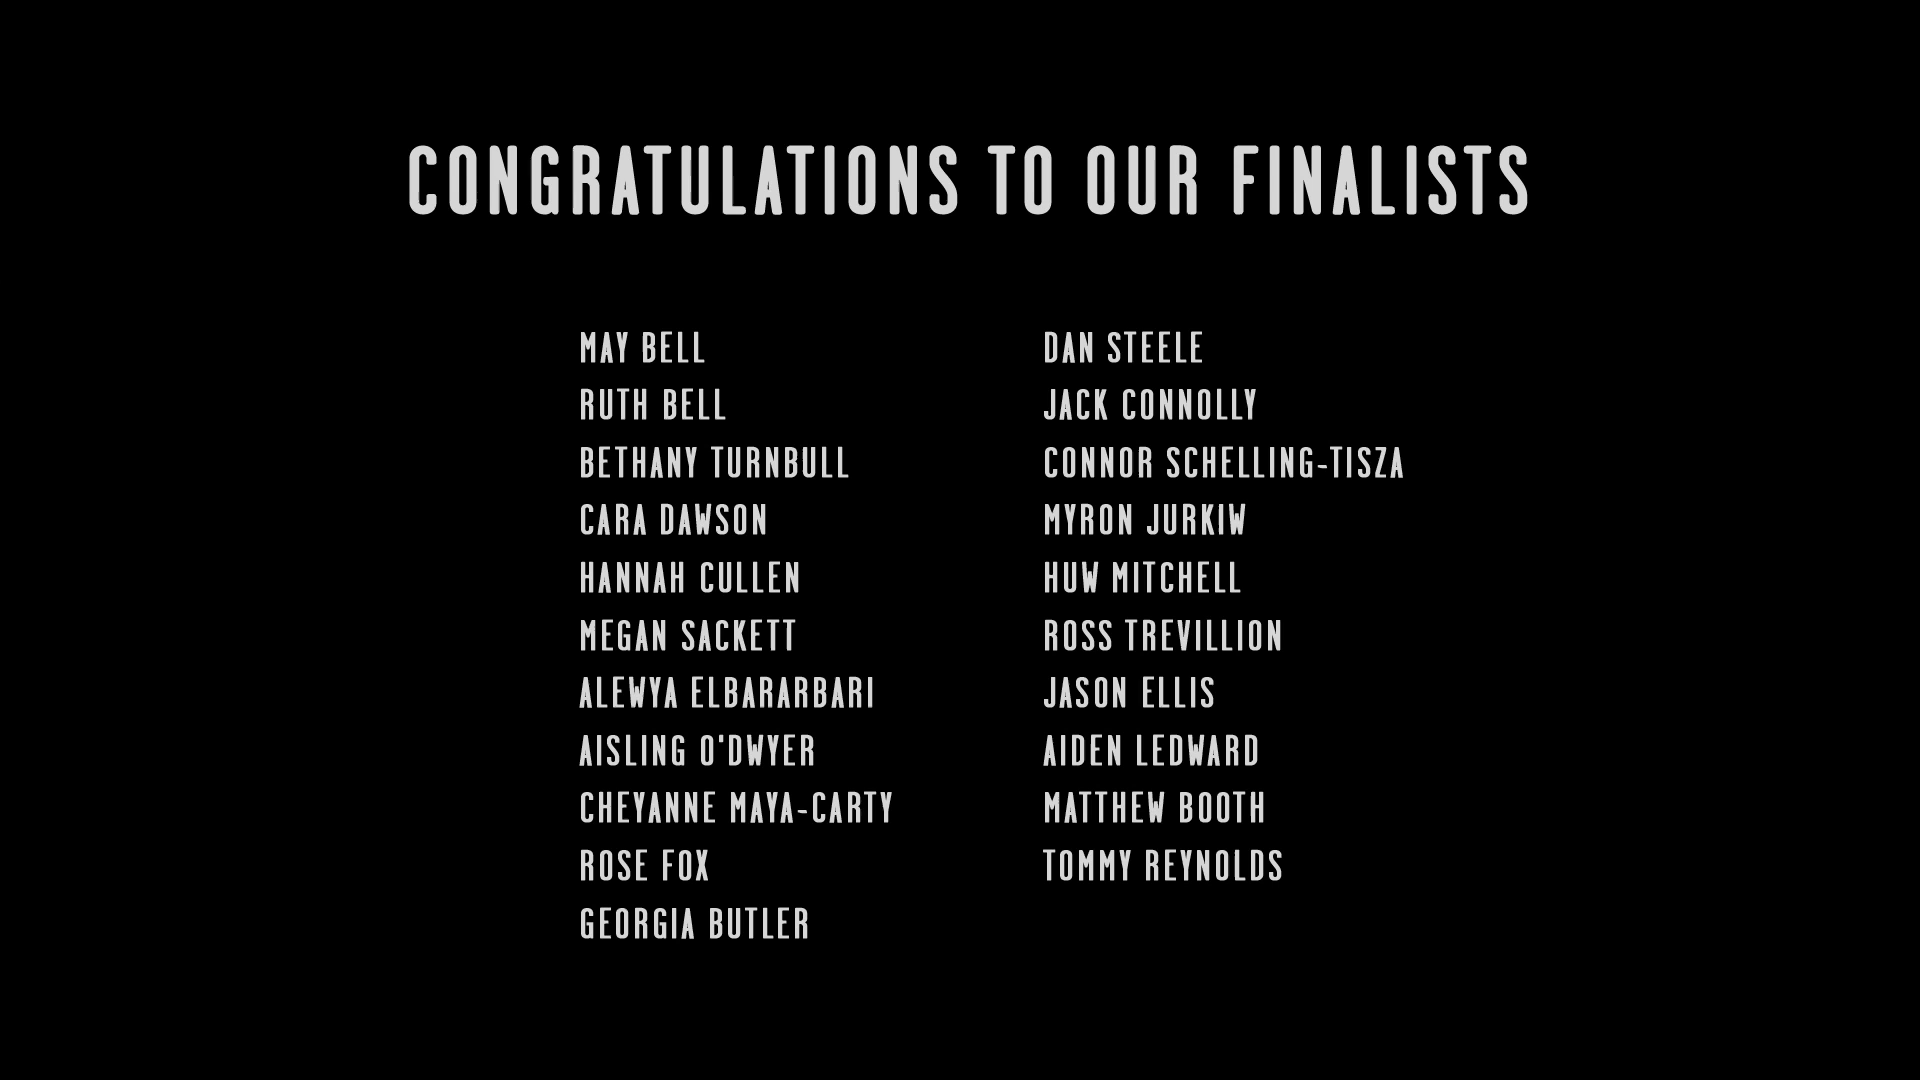 CONGRATULATIONS TO OUR FINALISTS
MAY BELL
RUTH BELL
BETHANY TURNBULL
CARA DAWSON
HANNAH CULLEN
MEGAN SACKETT
ALEWYA ELBARARBARI
AISLING O'DWYER
CHEYANNE MAYA-CARTY
ROSE FOX
GEORGIA BUTLER
DAN STEELE
JACK CONNOLLY
CONNOR SCHELLING-TISZA
MYRON JURKIW
HUW MITCHELL
ROSS TREVILLION
JASON ELLIS
AIDEN LEDWARD
MATTHEW BOOTH
TOMMY REYNOLDS